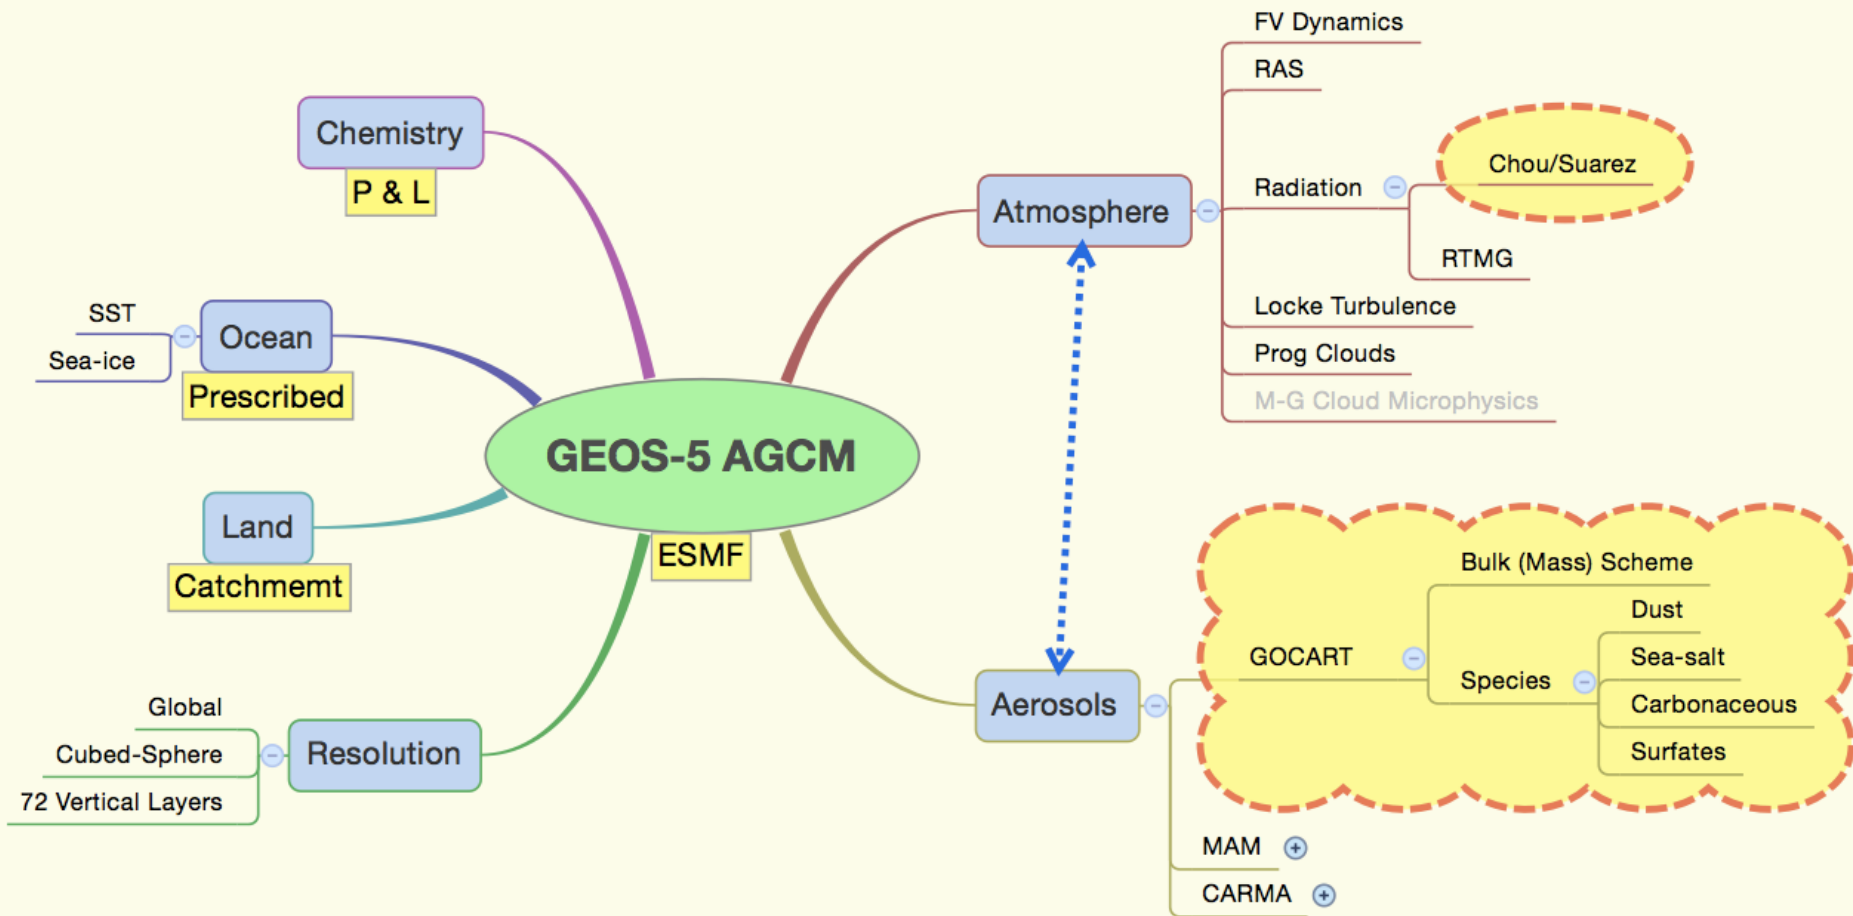 FV Dynamics
RAS
Chemistry
P & L
Chou/Suarez
Radiation
Atmosphere
RTMG
SST
Ocean
Sea-ice
Prescribed
Locke Turbulence
Prog Clouds
M-G Cloud Microphysics
GEOS-5 AGCM
ESMF
Land
Catchmemt
Bulk (Mass) Scheme
Dust
GOCART
Sea-salt
Species
Carbonaceous
Surfates
Aerosols
Global
Cubed-Sphere
Resolution
72 Vertical Layers
MAM
CARMA